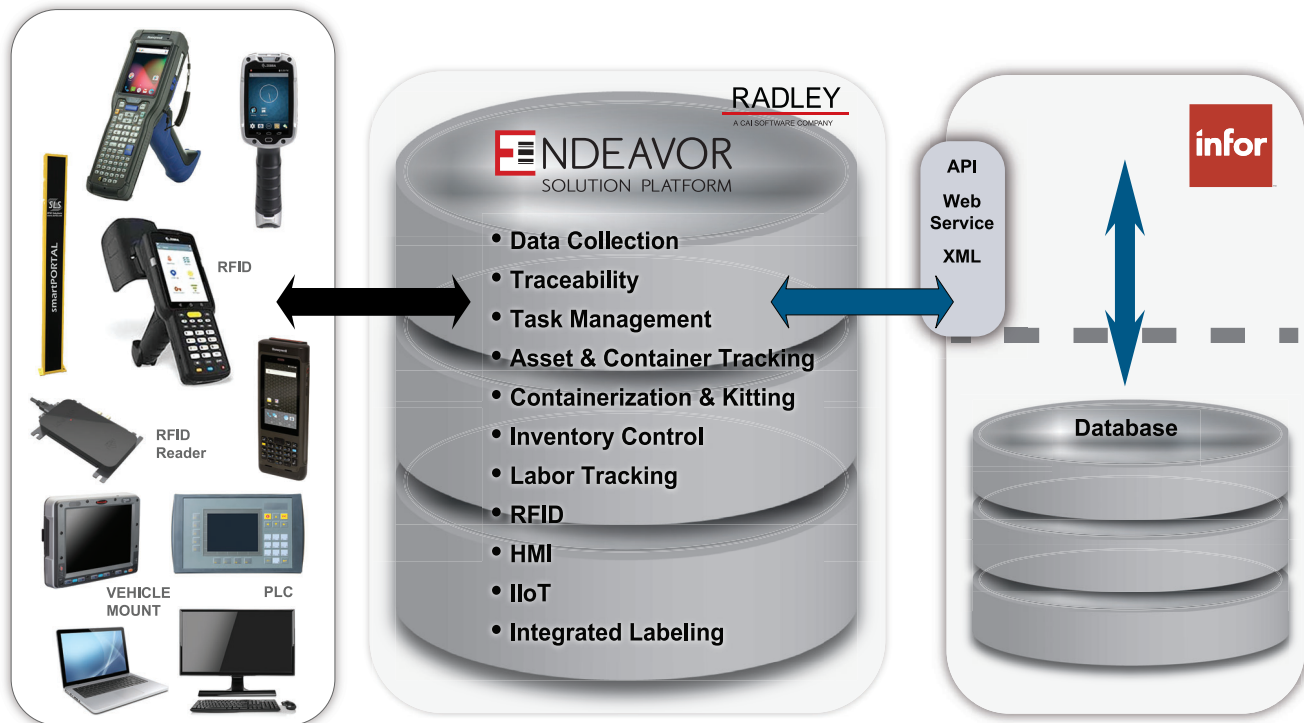 SLS
smartPORTAL
RFID
RFID
Reader
VEHICLE
MOUNT
PLC
RADLEY
A CAI SOFTWARE COMPANY
ENDEAVOR
SOLUTION PLATFORM
• Data Collection
• Traceability
• Task Management
• Asset & Container Tracking
• Containerization & Kitting
• Inventory Control
• Labor Tracking
• RFID
• HMI
• IIoT
• Integrated Labeling
API
Web
Service
XML
infor
Database